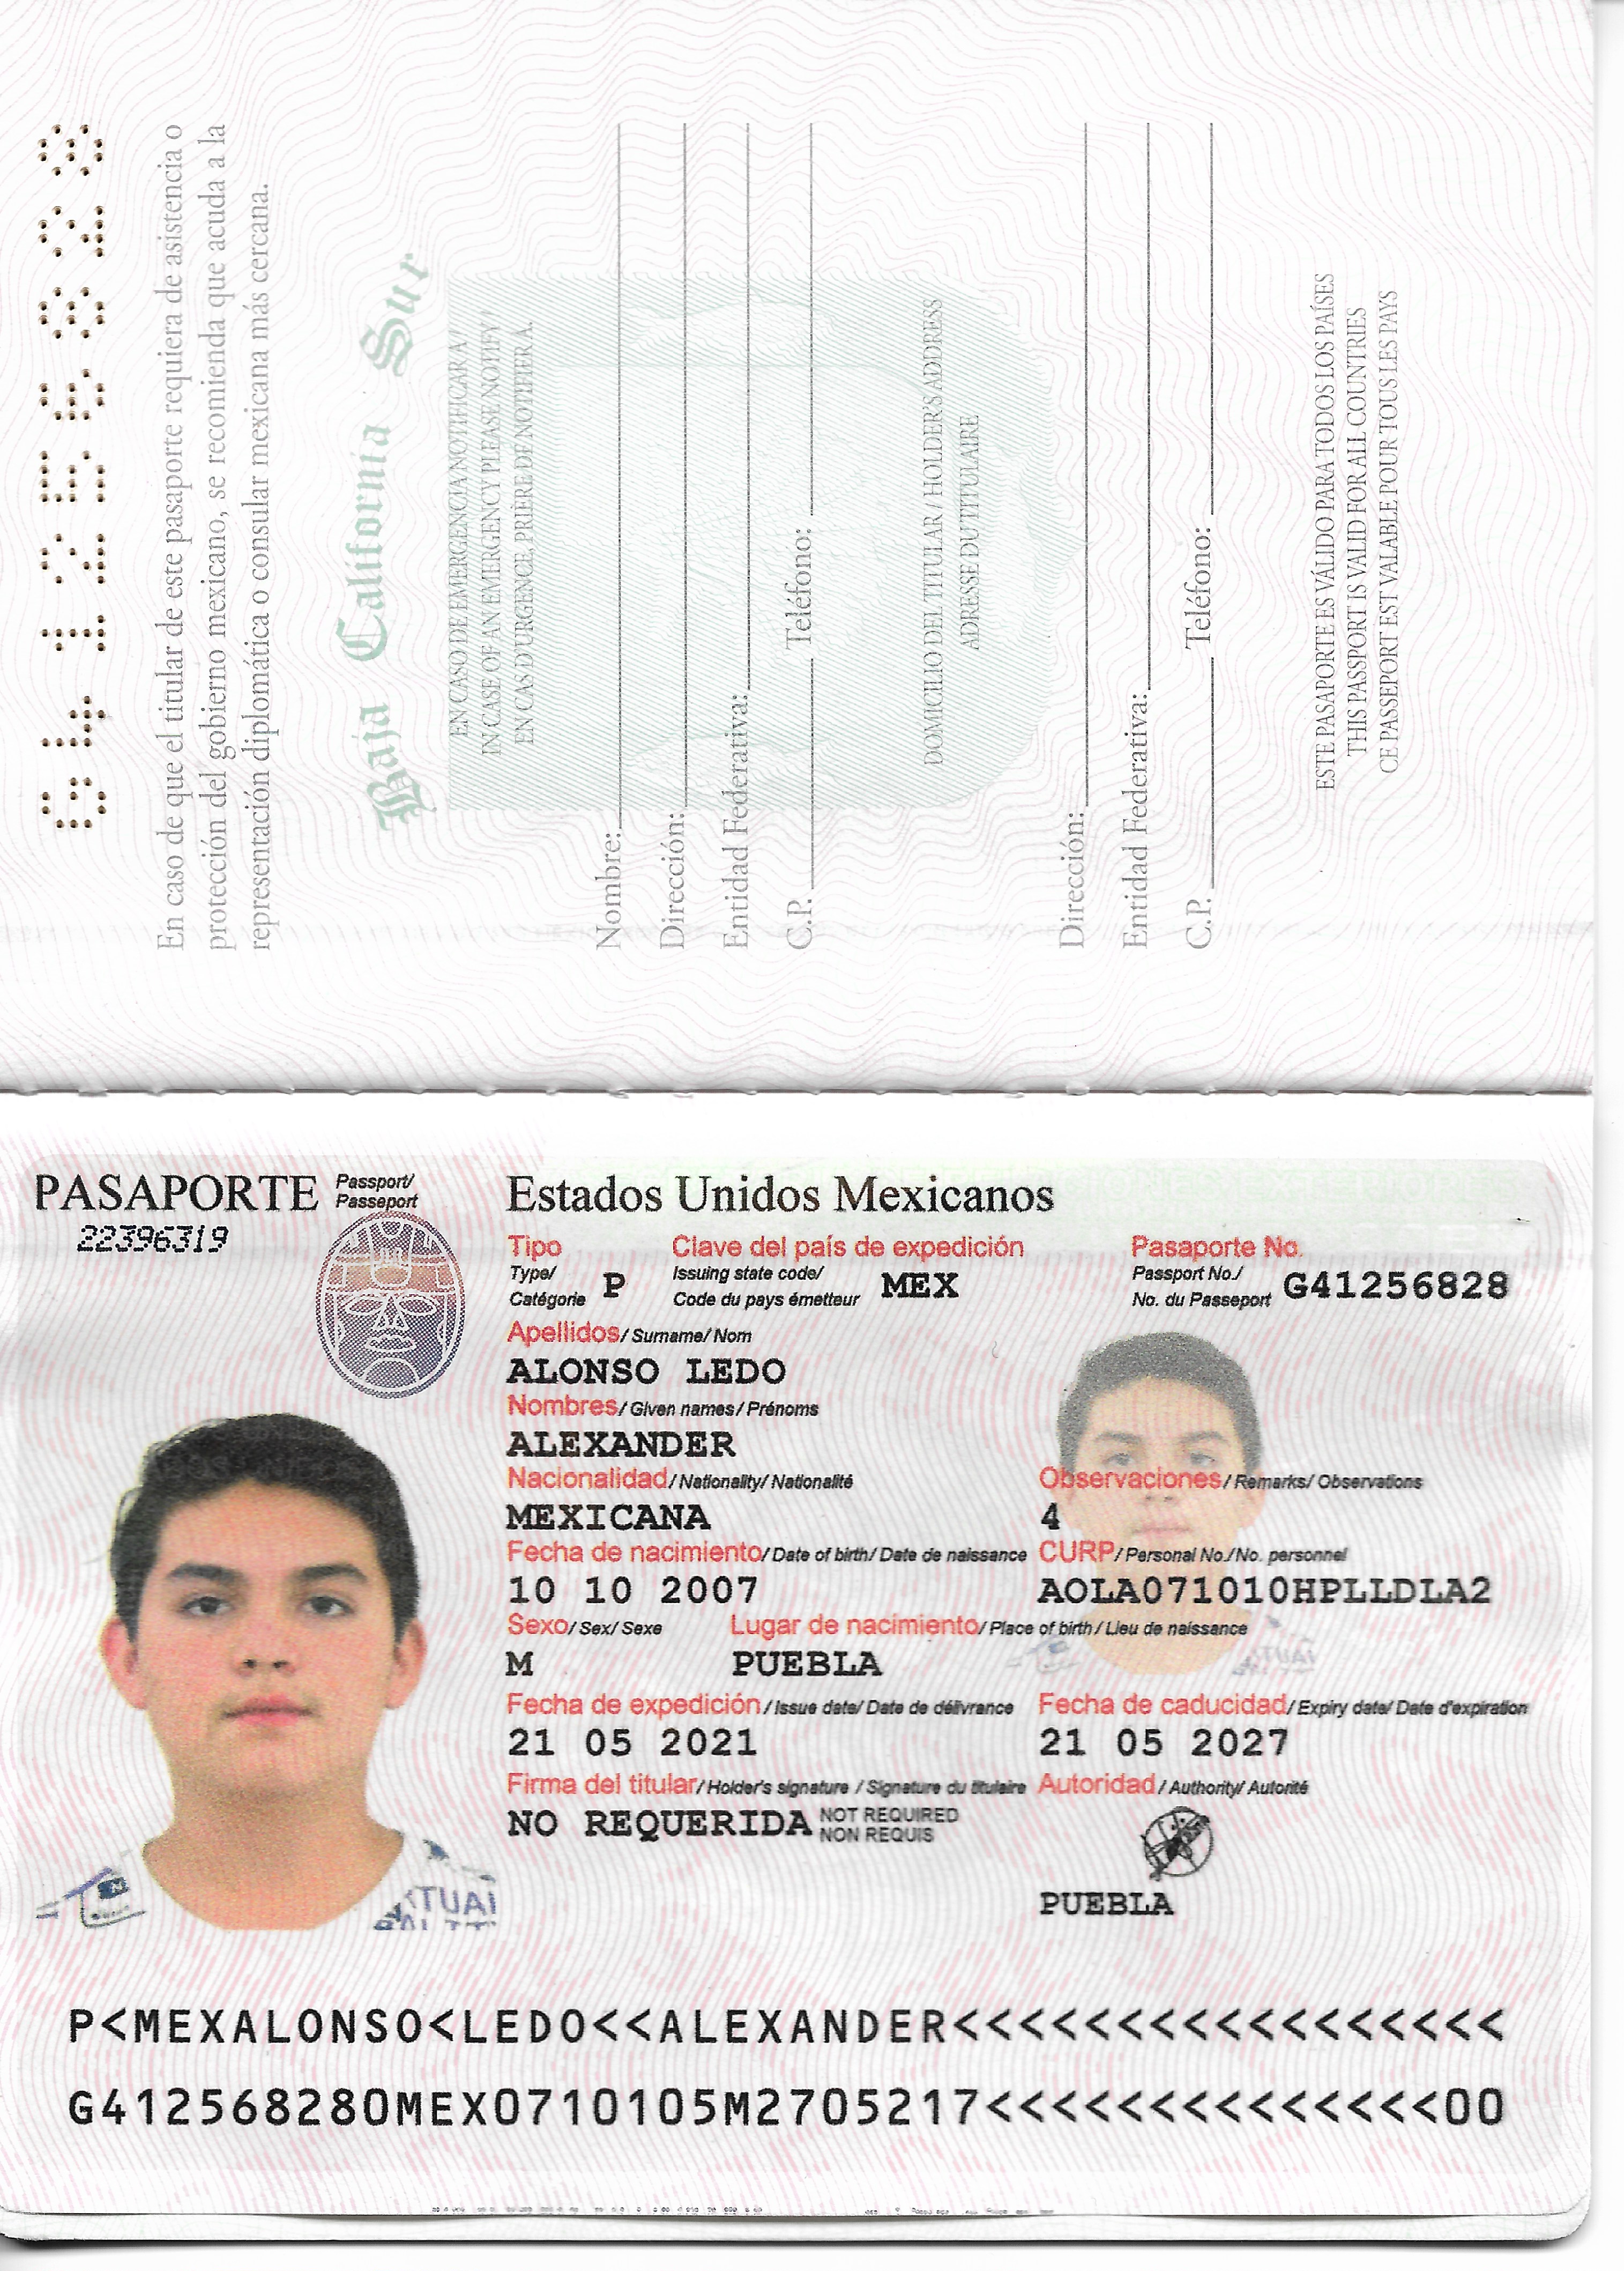 G41256828
En caso de que el titular de este pasaporte requiera de asistencia o
protección del gobierno mexicano, se recomienda que acuda a la
representación diplomática o consular mexicana más cercana.
Baja California Sur
EN CASO DE EMERGENCIA NOTIFICAR A/
IN CASE OF AN EMERGENCY PLEASE NOTIFY
EN CAS D'URGENCE, PRIÈRE DE NOTIFIER A.
Nombre:
Dirección:
Entidad Federativa:
C.P. Teléfono:
DOMICILIO DEL TITULAR / HOLDER'S ADDRESS
ADRESSE DU TITULAIRE
Dirección:
Entidad Federativa:
C.P. Teléfono:
ESTE PASAPORTE ES VÁLIDO PARA TODOS LOS PAÍSES
THIS PASSPORT IS VALID FOR ALL COUNTRIES
CE PASSEPORT EST VALABLE POUR TOUS LES PAYS
PASAPORTE Passport/
Passeport
22396319
Estados Unidos Mexicanos
Tipo Clave del país de expedición Pasaporte No.
Type/ Issuing state code/ Passport No./
Catégorie P Code du pays émetteur MEX No. du Passeport G41256828
Apellidos/ Surname/ Nom
ALONSO LEDO
Nombres/ Given names/ Prénoms
ALEXANDER
Nacionalidad/ Nationality/ Nationalité Observaciones/ Remarks/ Observations
MEXICANA 4
Fecha de nacimiento/ Date of birth/ Date de naissance CURP/ Personal No./No. personnel
10 10 2007 AOLA071010HPLLDLA2
Sexo/ Sex/ Sexe Lugar de nacimiento/ Place of birth/ Lieu de naissance
M PUEBLA
Fecha de expedición/ Issue date/ Date de délivrance Fecha de caducidad/ Expiry date/ Date d'expiration
21 05 2021 21 05 2027
Firma del titular/ Holder's signature / Signature du titulaire Autoridad/ Authority/ Autorité
NO REQUERIDA NOT REQUIRED
NON REQUIS
PUEBLA
P<MEXALONSO<LEDO<<ALEXANDER<<<<<<<<<<<<<<<<<
G412568280MEX0710105M2705217<<<<<<<<<<<<<<00